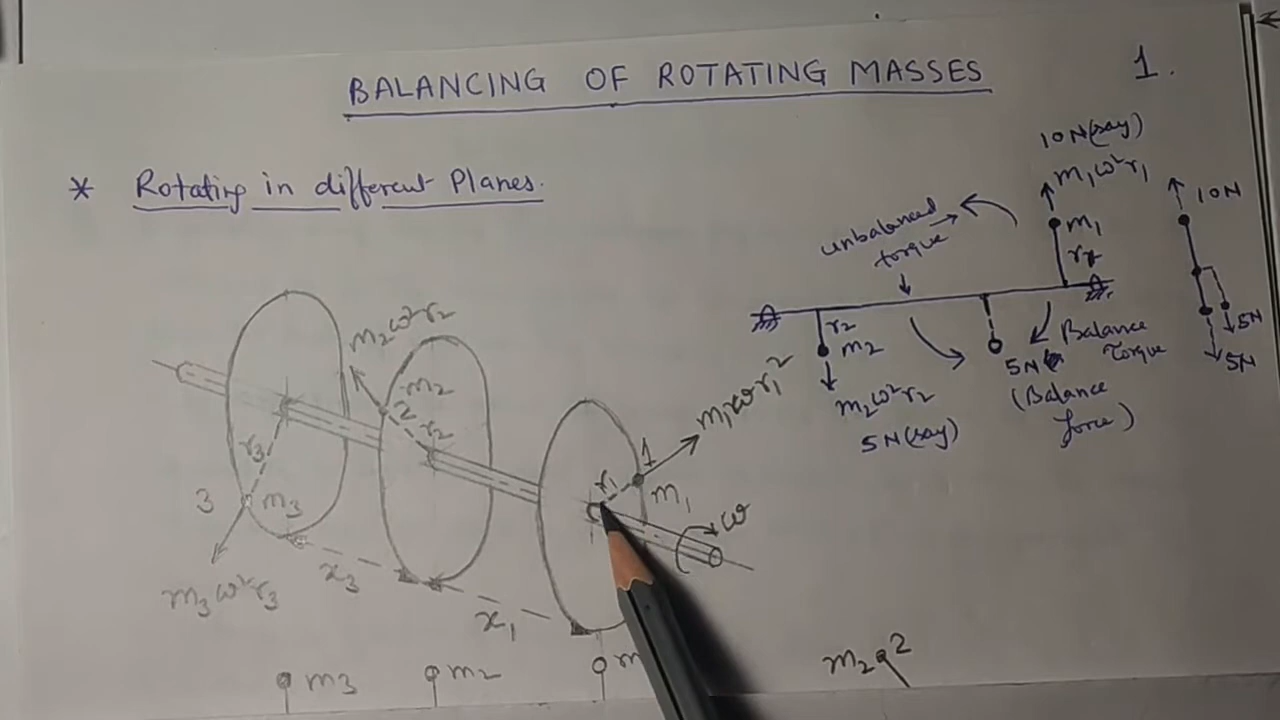 BALANCING OF ROTATING MASSES
1.
* Rotating in different Planes.
10N(say)
m₁ω²r₁
10N
unbalanced
torque
m₁
r₁
r₂
m₂
m₂ω²r₂
5N(say)
Balance
Torque
5N
(Balance
force)
5N
5N
m₂ω²r₂
m₂
2
r₂
m₁ωr₁²
1
r₁
m₁
ω
r₃
3
m₃
m₃ω²r₃
x₃
x₁
m₃
m₂
m